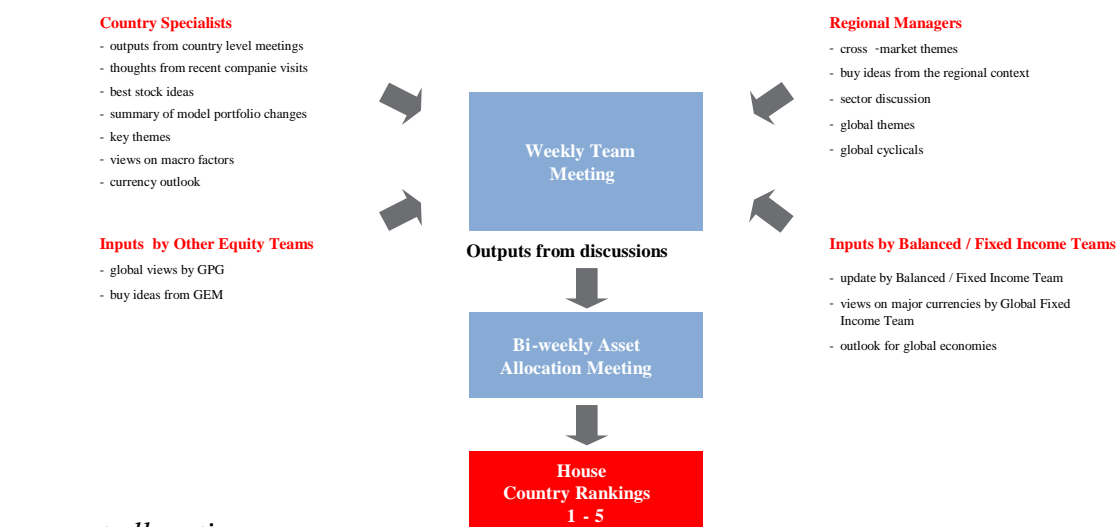 Country Specialists
- outputs from country level meetings
- thoughts from recent companie visits
- best stock ideas
- summary of model portfolio changes
- key themes
- views on macro factors
- currency outlook
Inputs by Other Equity Teams
- global views by GPG
- buy ideas from GEM
Weekly Team
Meeting
Outputs from discussions
Bi-weekly Asset
Allocation Meeting
House
Country Rankings
1 - 5
Regional Managers
- cross -market themes
- buy ideas from the regional context
- sector discussion
- global themes
- global cyclicals
Inputs by Balanced / Fixed Income Teams
- update by Balanced / Fixed Income Team
- views on major currencies by Global Fixed
Income Team
- outlook for global economies